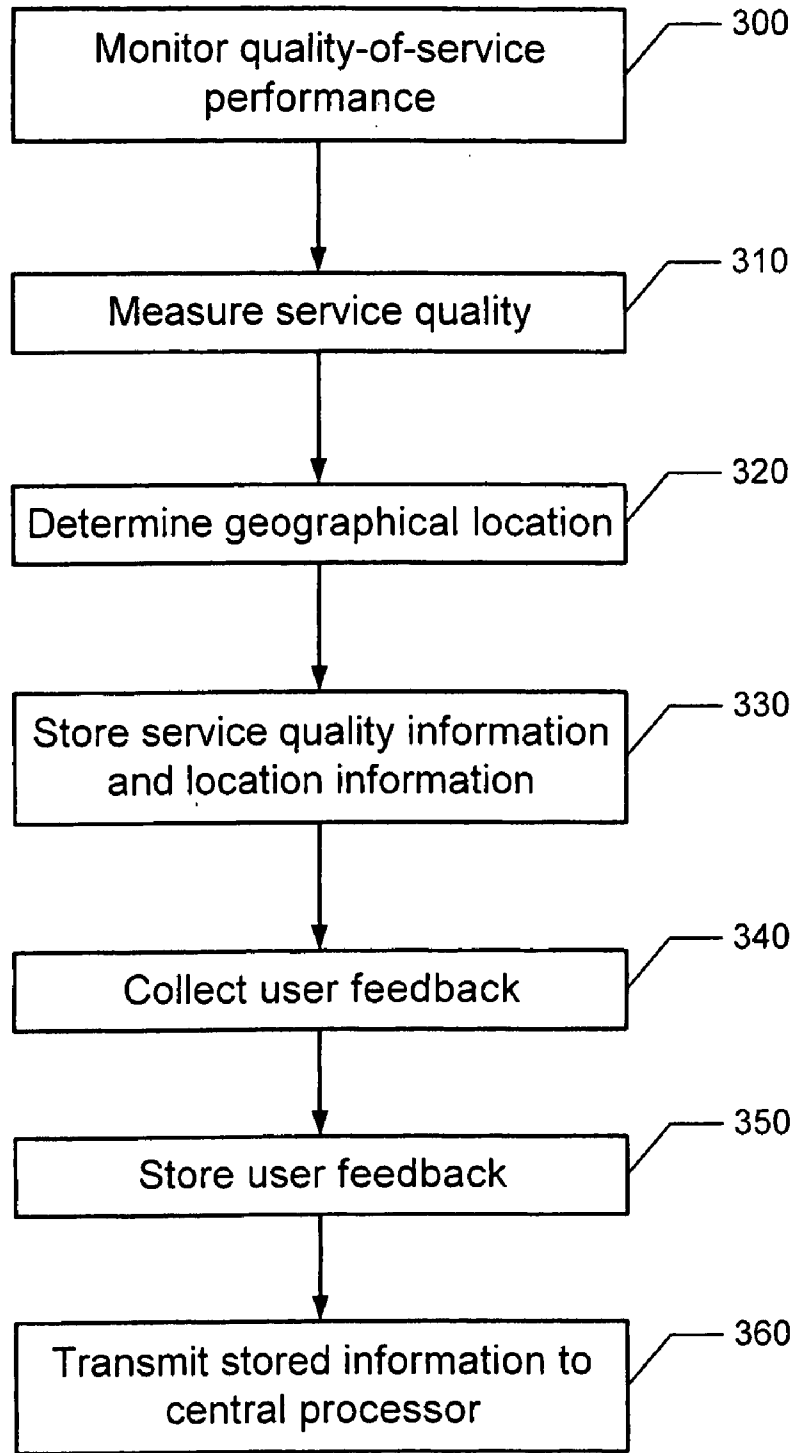 Monitor quality-of-service
performance
300
Measure service quality
310
Determine geographical location
320
Store service quality information
and location information
330
Collect user feedback
340
Store user feedback
350
Transmit stored information to
central processor
360